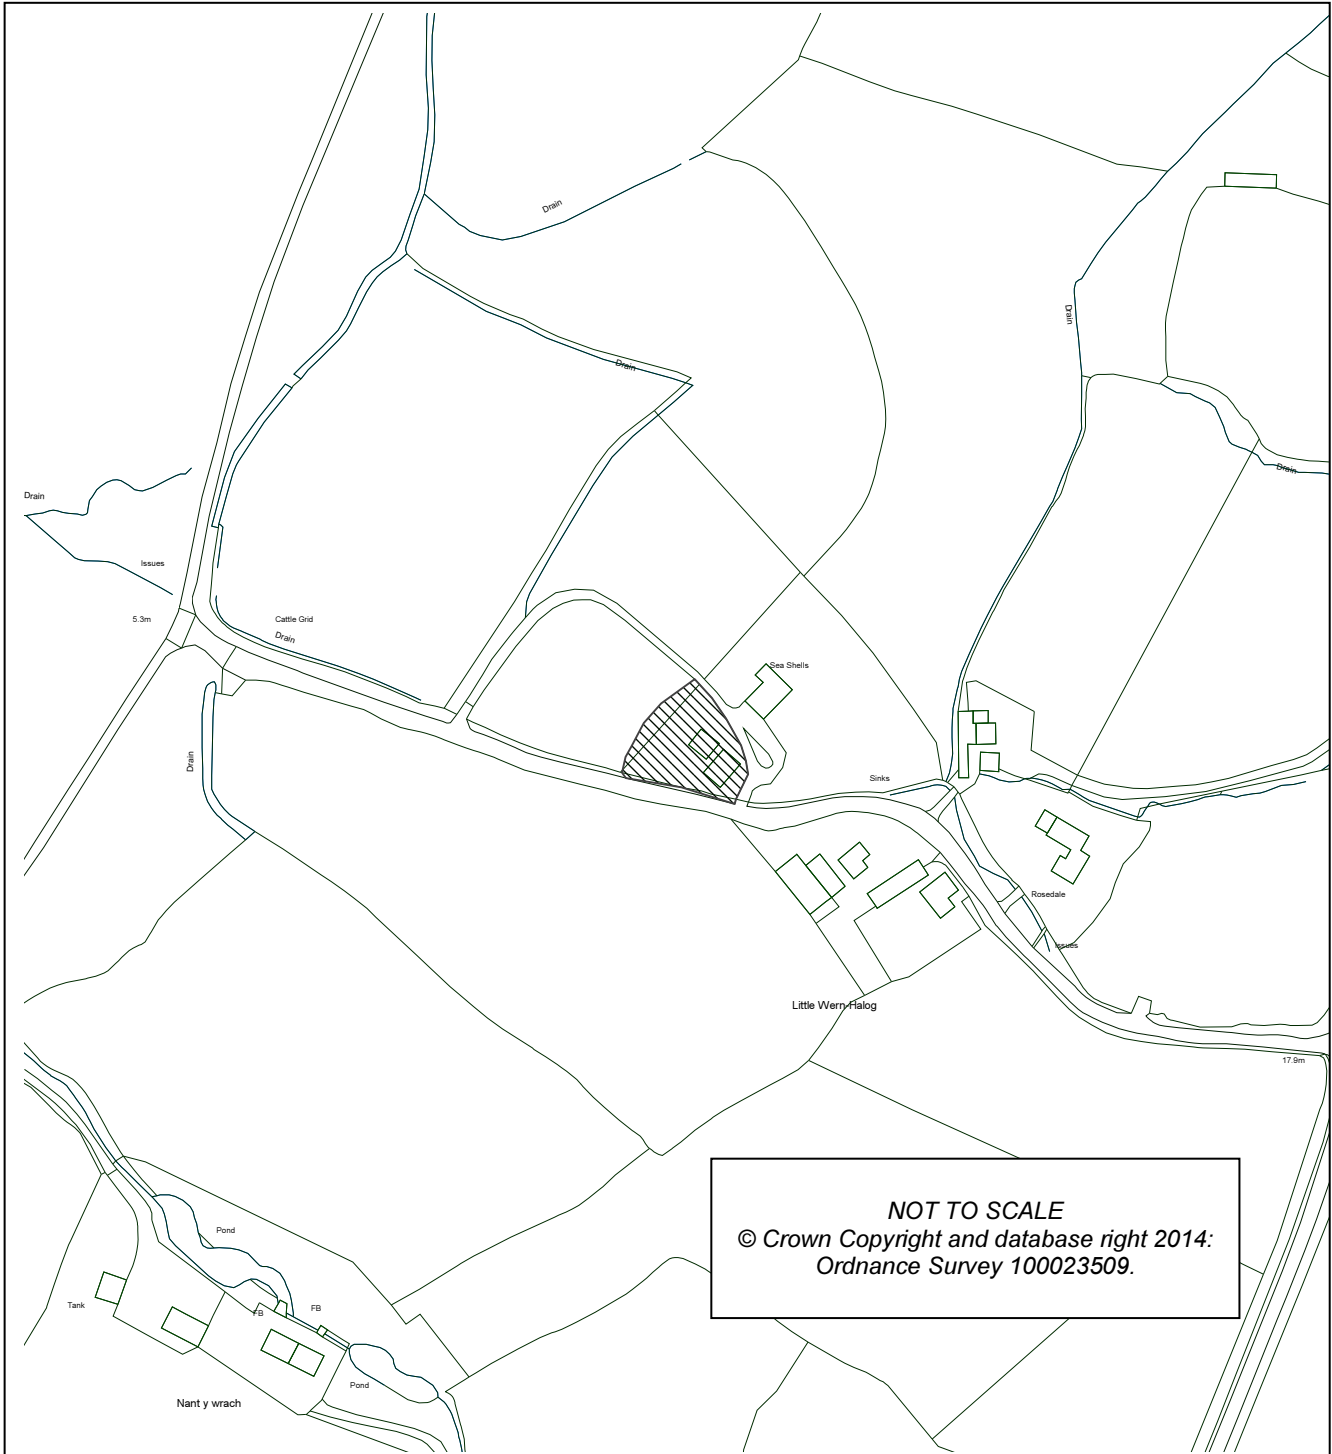 Drain
Drain
Drain
Drain
Drain
Issues
5.3m
Cattle Grid
Drain
Sea Shells
Drain
Sinks
Rosedale
Issues
Little Wern-Halog
17.9m
NOT TO SCALE
© Crown Copyright and database right 2014:
Ordnance Survey 100023509.
Pond
Tank
FB
FB
Pond
Nant y wrach